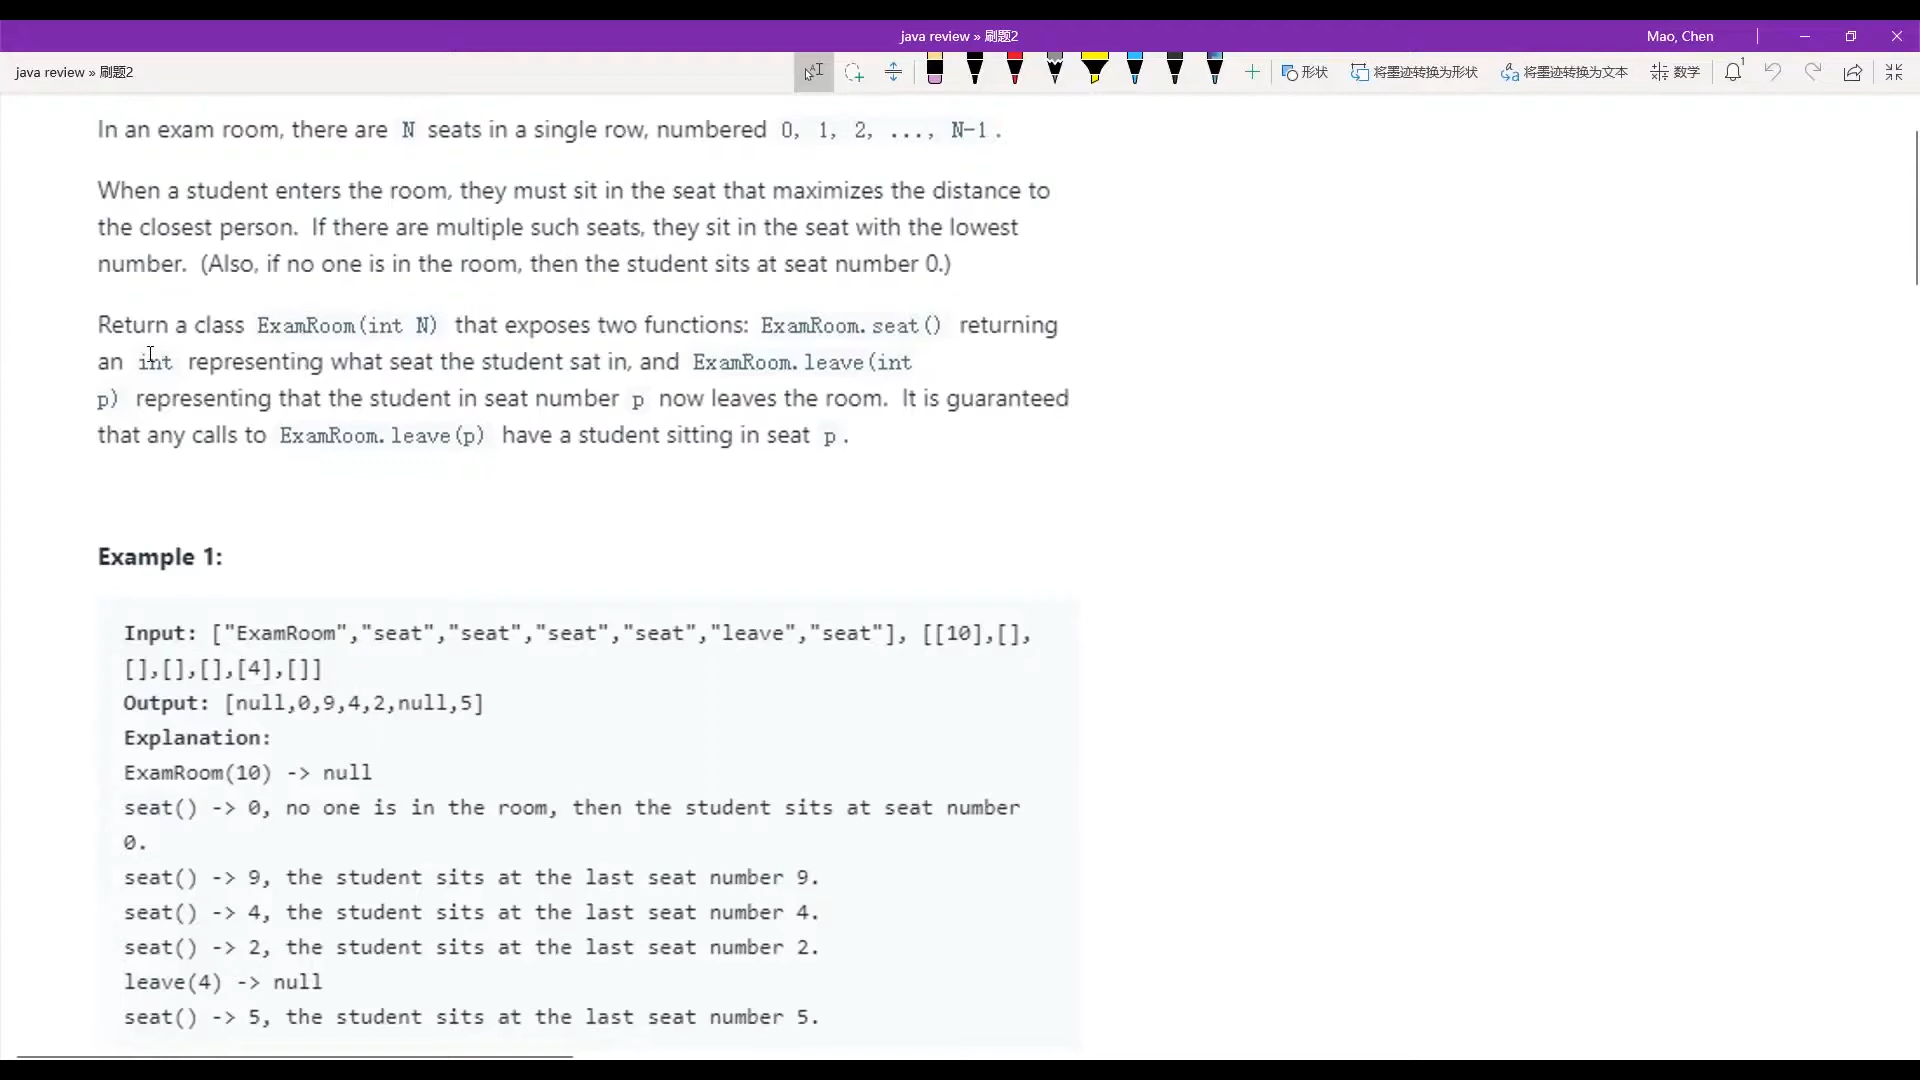 java review » 刷题2
Mao, Chen
java review » 刷题2
形状
将墨迹转换为形状
将墨迹转换为文本
数学
1
In an exam room, there are N seats in a single row, numbered 0, 1, 2, ..., N-1 .
When a student enters the room, they must sit in the seat that maximizes the distance to
the closest person. If there are multiple such seats, they sit in the seat with the lowest
number. (Also, if no one is in the room, then the student sits at seat number 0.)
Return a class ExamRoom(int N) that exposes two functions: ExamRoom.seat() returning
an int representing what seat the student sat in, and ExamRoom.leave(int
p) representing that the student in seat number p now leaves the room. It is guaranteed
that any calls to ExamRoom.leave(p) have a student sitting in seat p .
Example 1:
Input: ["ExamRoom","seat","seat","seat","seat","leave","seat"], [[10],[],
[],[],[],[4],[]]
Output: [null,0,9,4,2,null,5]
Explanation:
ExamRoom(10) -> null
seat() -> 0, no one is in the room, then the student sits at seat number
0.
seat() -> 9, the student sits at the last seat number 9.
seat() -> 4, the student sits at the last seat number 4.
seat() -> 2, the student sits at the last seat number 2.
leave(4) -> null
seat() -> 5, the student sits at the last seat number 5.